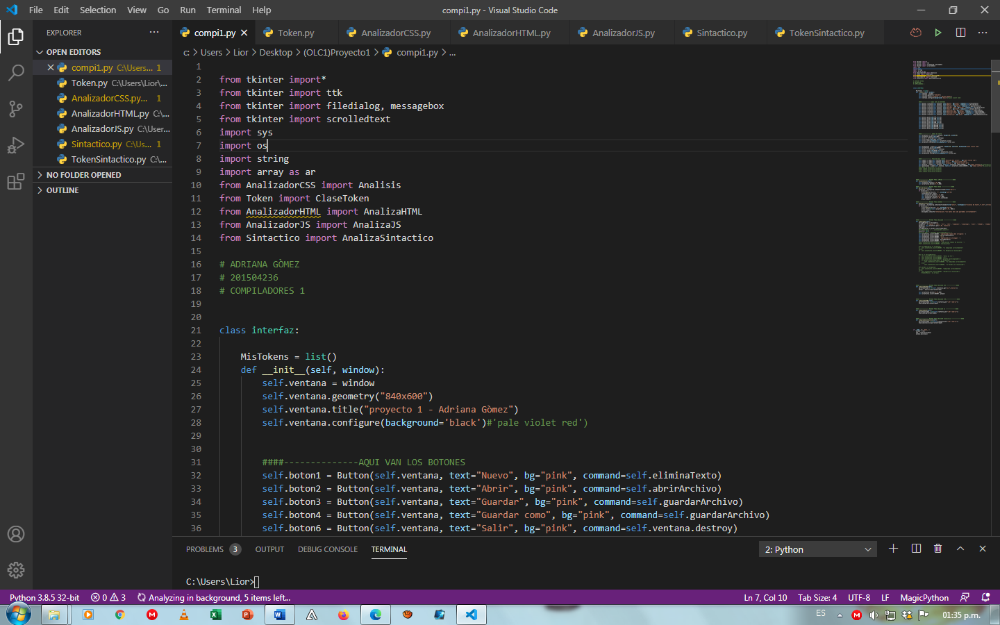 File Edit Selection View Go Run Terminal Help
compi1.py - Visual Studio Code
EXPLORER
OPEN EDITORS
compi1.py C:\Users... 1
Token.py C:\Users\Lior\...
AnalizadorCSS.py... 1
AnalizadorHTML.py C:\...
AnalizadorJS.py C:\User...
Sintactico.py C:\Us... 1
TokenSintactico.py C:\...
NO FOLDER OPENED
OUTLINE
compi1.py Token.py AnalizadorCSS.py AnalizadorHTML.py AnalizadorJS.py Sintactico.py TokenSintactico.py
c: > Users > Lior > Desktop > (OLC1)Proyecto1 > compi1.py > ...
1
2 from tkinter import*
3 from tkinter import ttk
4 from tkinter import filedialog, messagebox
5 from tkinter import scrolledtext
6 import sys
7 import os
8 import string
9 import array as ar
10 from AnalizadorCSS import Analisis
11 from Token import ClaseToken
12 from AnalizadorHTML import AnalizaHTML
13 from AnalizadorJS import AnalizaJS
14 from Sintactico import AnalizaSintactico
15
16 # ADRIANA GÒMEZ
17 # 201504236
18 # COMPILADORES 1
19
20
21 class interfaz:
22
23 MisTokens = list()
24 def __init__(self, window):
25 self.ventana = window
26 self.ventana.geometry("840x600")
27 self.ventana.title("proyecto 1 - Adriana Gòmez")
28 self.ventana.configure(background='black')#'pale violet red')
29
30
31 ####--------------AQUI VAN LOS BOTONES
32 self.boton1 = Button(self.ventana, text="Nuevo", bg="pink", command=self.eliminaTexto)
33 self.boton2 = Button(self.ventana, text="Abrir", bg="pink", command=self.abrirArchivo)
34 self.boton3 = Button(self.ventana, text="Guardar", bg="pink", command=self.guardarArchivo)
35 self.boton4 = Button(self.ventana, text="Guardar como", bg="pink", command=self.guardarArchivo)
36 self.boton6 = Button(self.ventana, text="Salir", bg="pink", command=self.ventana.destroy)
PROBLEMS 3 OUTPUT DEBUG CONSOLE TERMINAL
2: Python
C:\Users\Lior>
Python 3.8.5 32-bit 0 3 Analyzing in background, 5 items left... Ln 7, Col 10 Tab Size: 4 UTF-8 LF MagicPython
ES 01:35 p.m.